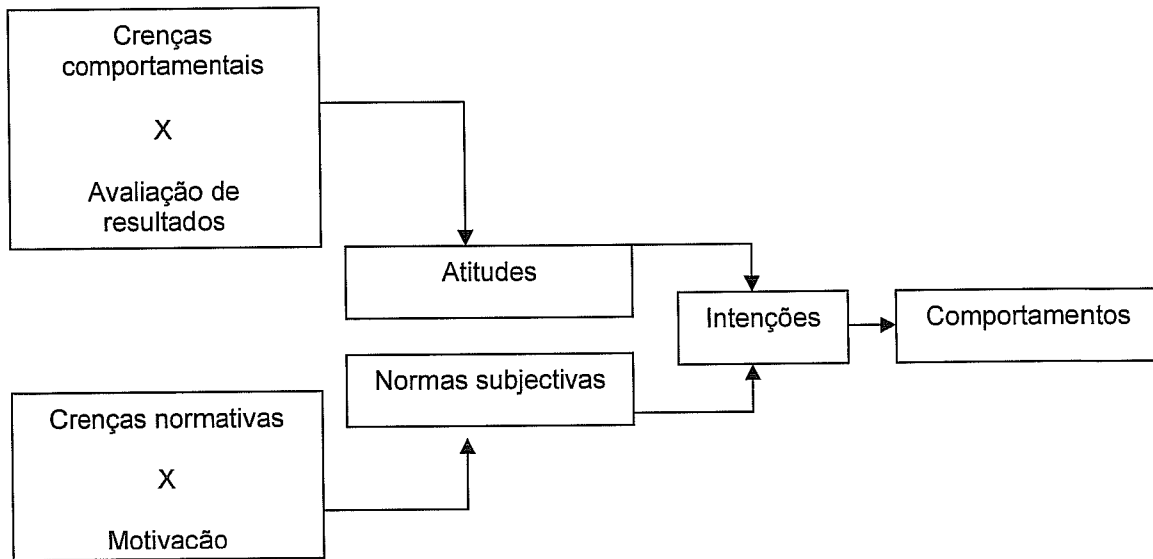 Crenças
comportamentais
X
Avaliação de
resultados
Atitudes
Intenções
Comportamentos
Normas subjectivas
Crenças normativas
X
Motivacão